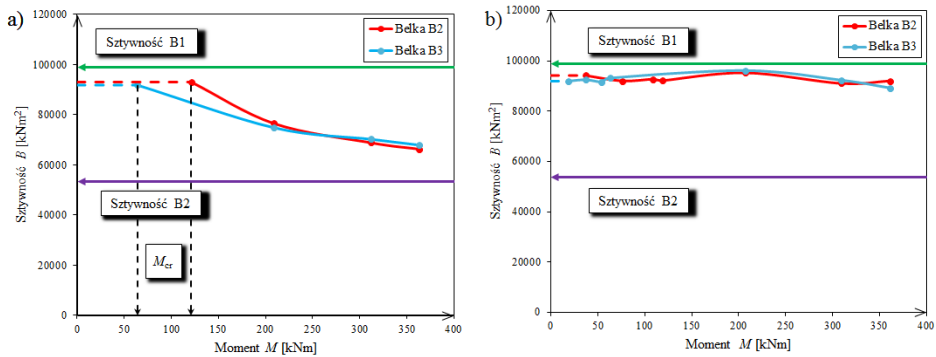 a)
120000
100000
80000
60000
40000
20000
0
Sztywność B [kNm²]
Sztywność B1
Belka B2
Belka B3
Sztywność B2
Mcr
0 50 100 150 200 250 300 350 400
Moment M [kNm]
b)
120000
100000
80000
60000
40000
20000
0
Sztywność B [kNm²]
Sztywność B1
Belka B2
Belka B3
Sztywność B2
0 50 100 150 200 250 300 350 400
Moment M [kNm]